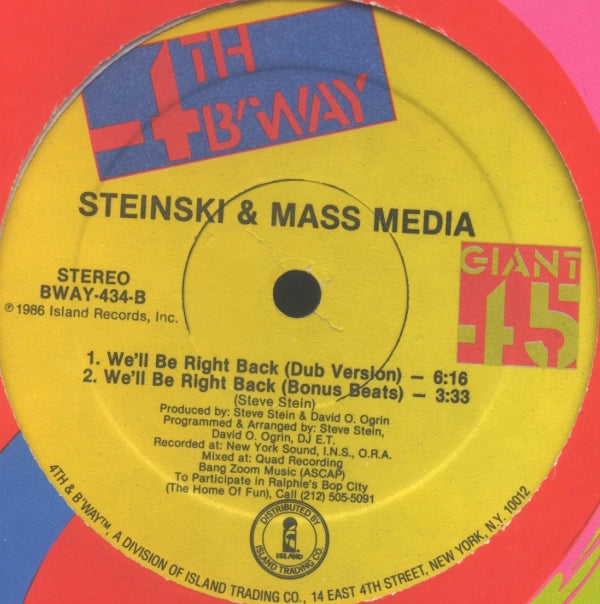 4TH
B'WAY
STEINSKI & MASS MEDIA
STEREO
BWAY-434-B
℗1986 Island Records, Inc.
GIANT
45
1. We'll Be Right Back (Dub Version) — 6:16
2. We'll Be Right Back (Bonus Beats) — 3:33
(Steve Stein)
Produced by: Steve Stein & David O. Ogrin
Programmed & Arranged by: Steve Stein,
David O. Ogrin, DJ E.T.
Recorded at: New York Sound, I.N.S., O.R.A.
Mixed at: Quad Recording
Bang Zoom Music (ASCAP)
To Participate in Ralphie's Bop City
(The Home Of Fun), Call (212) 505-5091
DISTRIBUTED BY
ISLAND
ISLAND TRADING CO.
4TH & B'WAY™, A DIVISION OF ISLAND TRADING CO., 14 EAST 4TH STREET, NEW YORK, N.Y. 10012